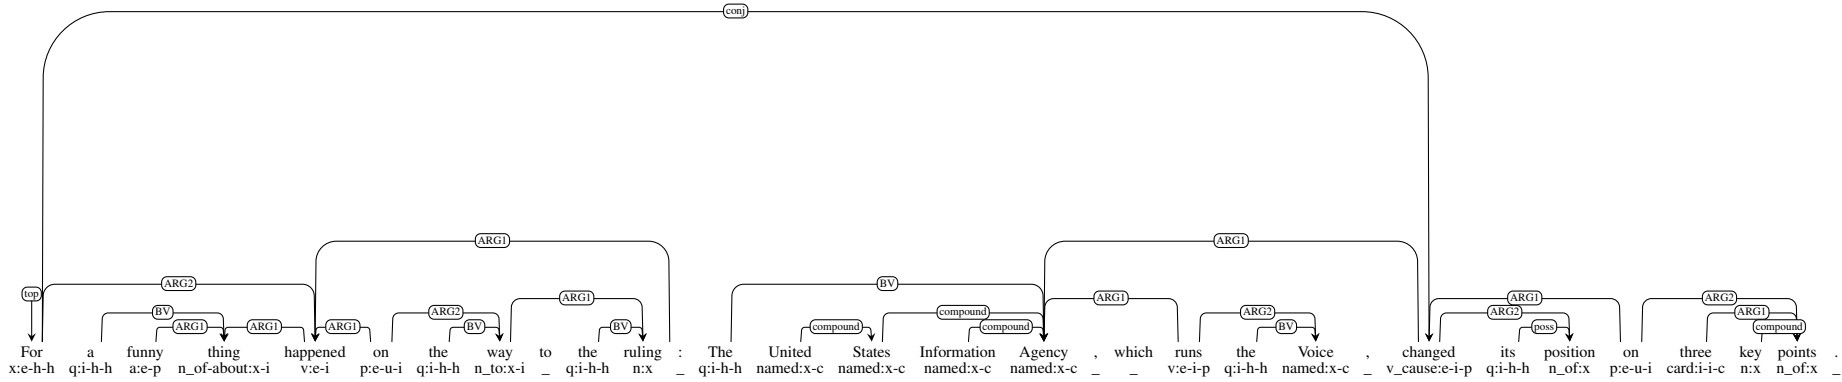 conj
ARG1 ARG1
ARG2 BV
top ARG1 ARG1 ARG1 ARG2
BV ARG2 compound ARG2 ARG2 ARG1
ARG1 ARG1 ARG1 BV BV compound compound BV poss compound
For a funny thing happened on the way to the ruling : The United States Information Agency , which runs the Voice , changed its position on three key points .
x:e-h-h q:i-h-h a:e-p n_of-about:x-i v:e-i p:e-u-i q:i-h-h n_to:x-i _ q:i-h-h n:x _ q:i-h-h named:x-c named:x-c named:x-c named:x-c _ _ v:e-i-p q:i-h-h named:x-c _ v_cause:e-i-p q:i-h-h n_of:x p:e-u-i card:i-i-c n:x n_of:x _